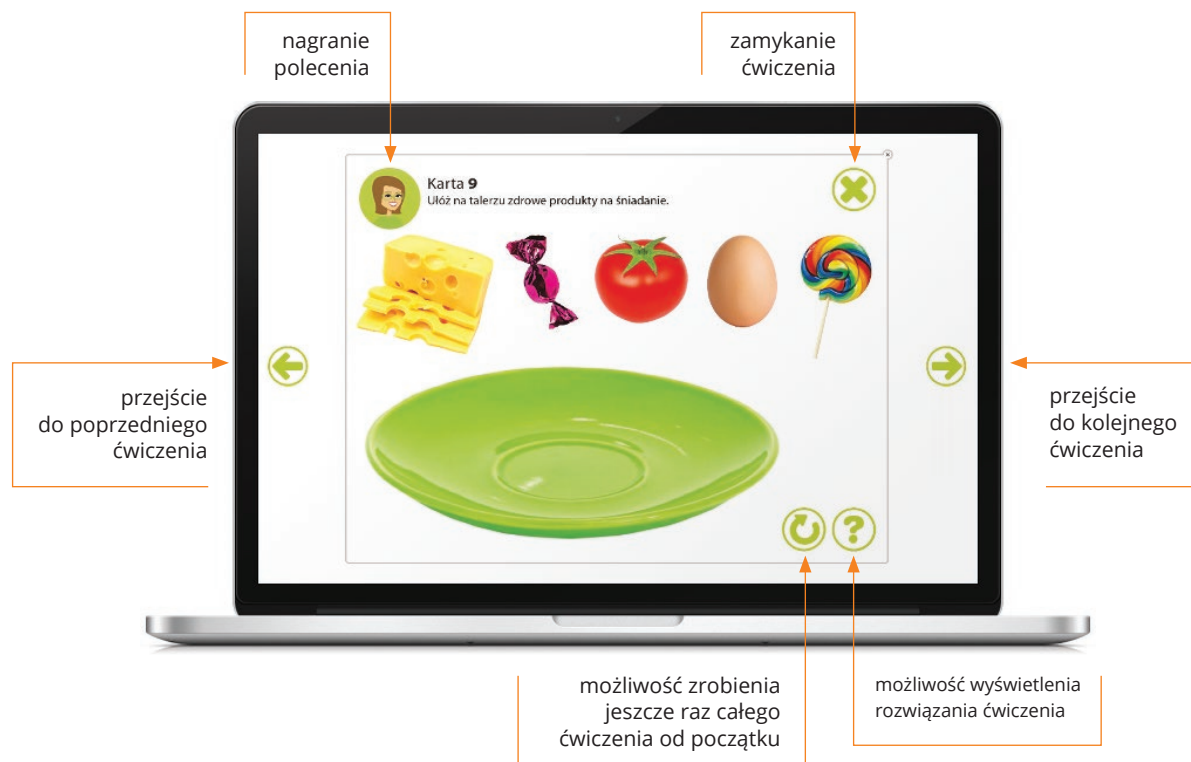 nagranie
polecenia
zamykanie
ćwiczenia
Karta 9
Ułóż na talerzu zdrowe produkty na śniadanie.
przejście
do poprzedniego
ćwiczenia
przejście
do kolejnego
ćwiczenia
możliwość zrobienia
jeszcze raz całego
ćwiczenia od początku
możliwość wyświetlenia
rozwiązania ćwiczenia